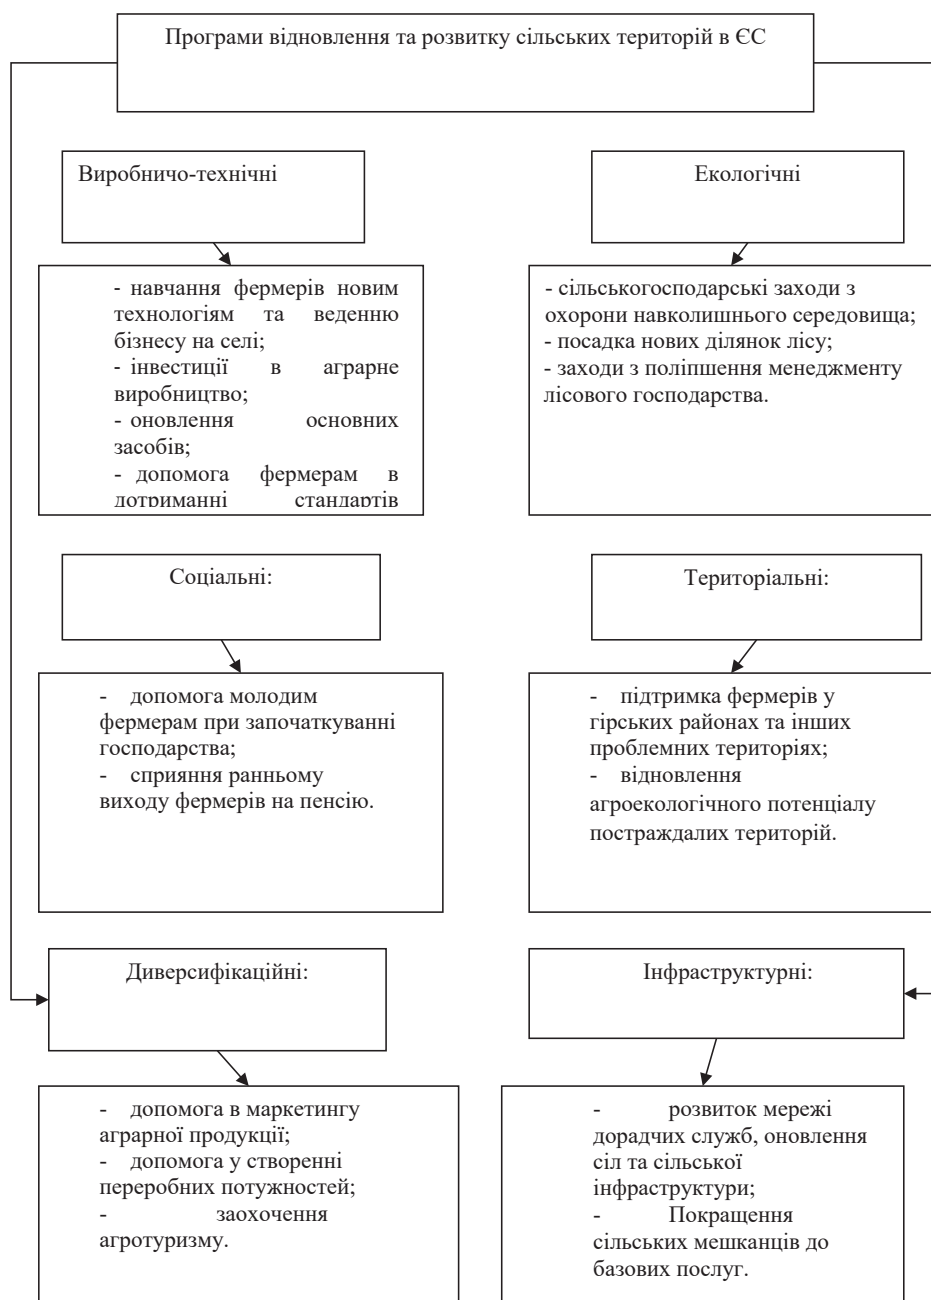 Програми відновлення та розвитку сільських територій в ЄС
Виробничо-технічні
Екологічні
- навчання фермерів новим
технологіям та веденню
бізнесу на селі;
- інвестиції в аграрне
виробництво;
- оновлення основних
засобів;
- допомога фермерам в
дотриманні стандартів
- сільськогосподарські заходи з
охорони навколишнього середовища;
- посадка нових ділянок лісу;
- заходи з поліпшення менеджменту
лісового господарства.
Соціальні:
Територіальні:
- допомога молодим
фермерам при започаткуванні
господарства;
- сприяння ранньому
виходу фермерів на пенсію.
- підтримка фермерів у
гірських районах та інших
проблемних територіях;
- відновлення
агроекологічного потенціалу
постраждалих територій.
Диверсифікаційні:
Інфраструктурні:
- допомога в маркетингу
аграрної продукції;
- допомога у створенні
переробних потужностей;
- заохочення
агротуризму.
- розвиток мережі
дорадчих служб, оновлення
сіл та сільської
інфраструктури;
- Покращення
сільських мешканців до
базових послуг.